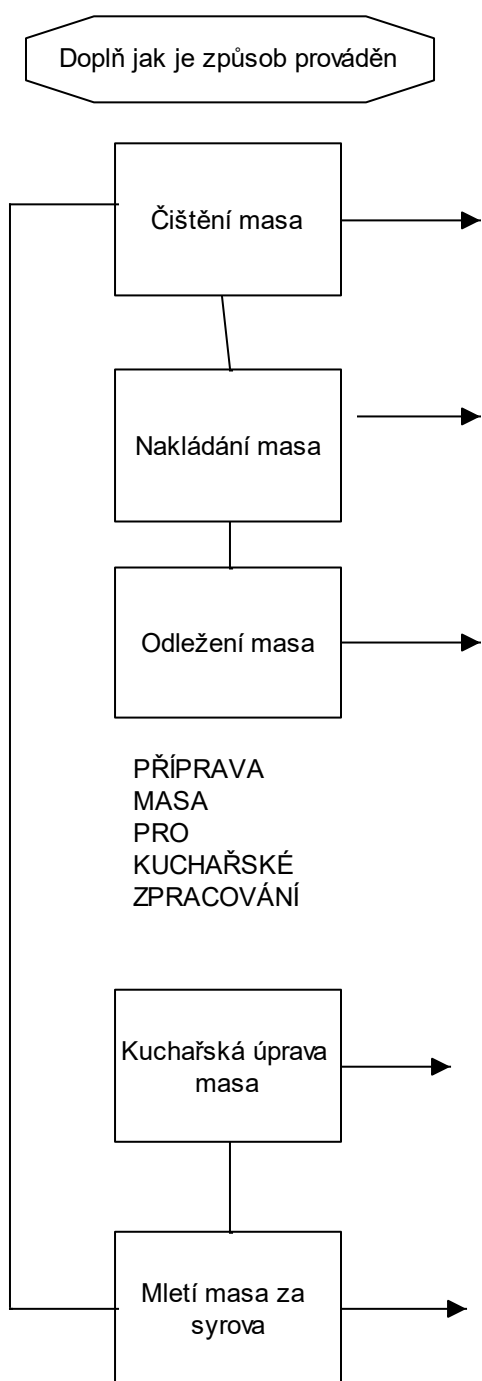 Doplň jak je způsob prováděn
Čištění masa
Nakládání masa
Odležení masa
PŘÍPRAVA
MASA
PRO
KUCHAŘSKÉ
ZPRACOVÁNÍ
Kuchařská úprava
masa
Mletí masa za
syrova